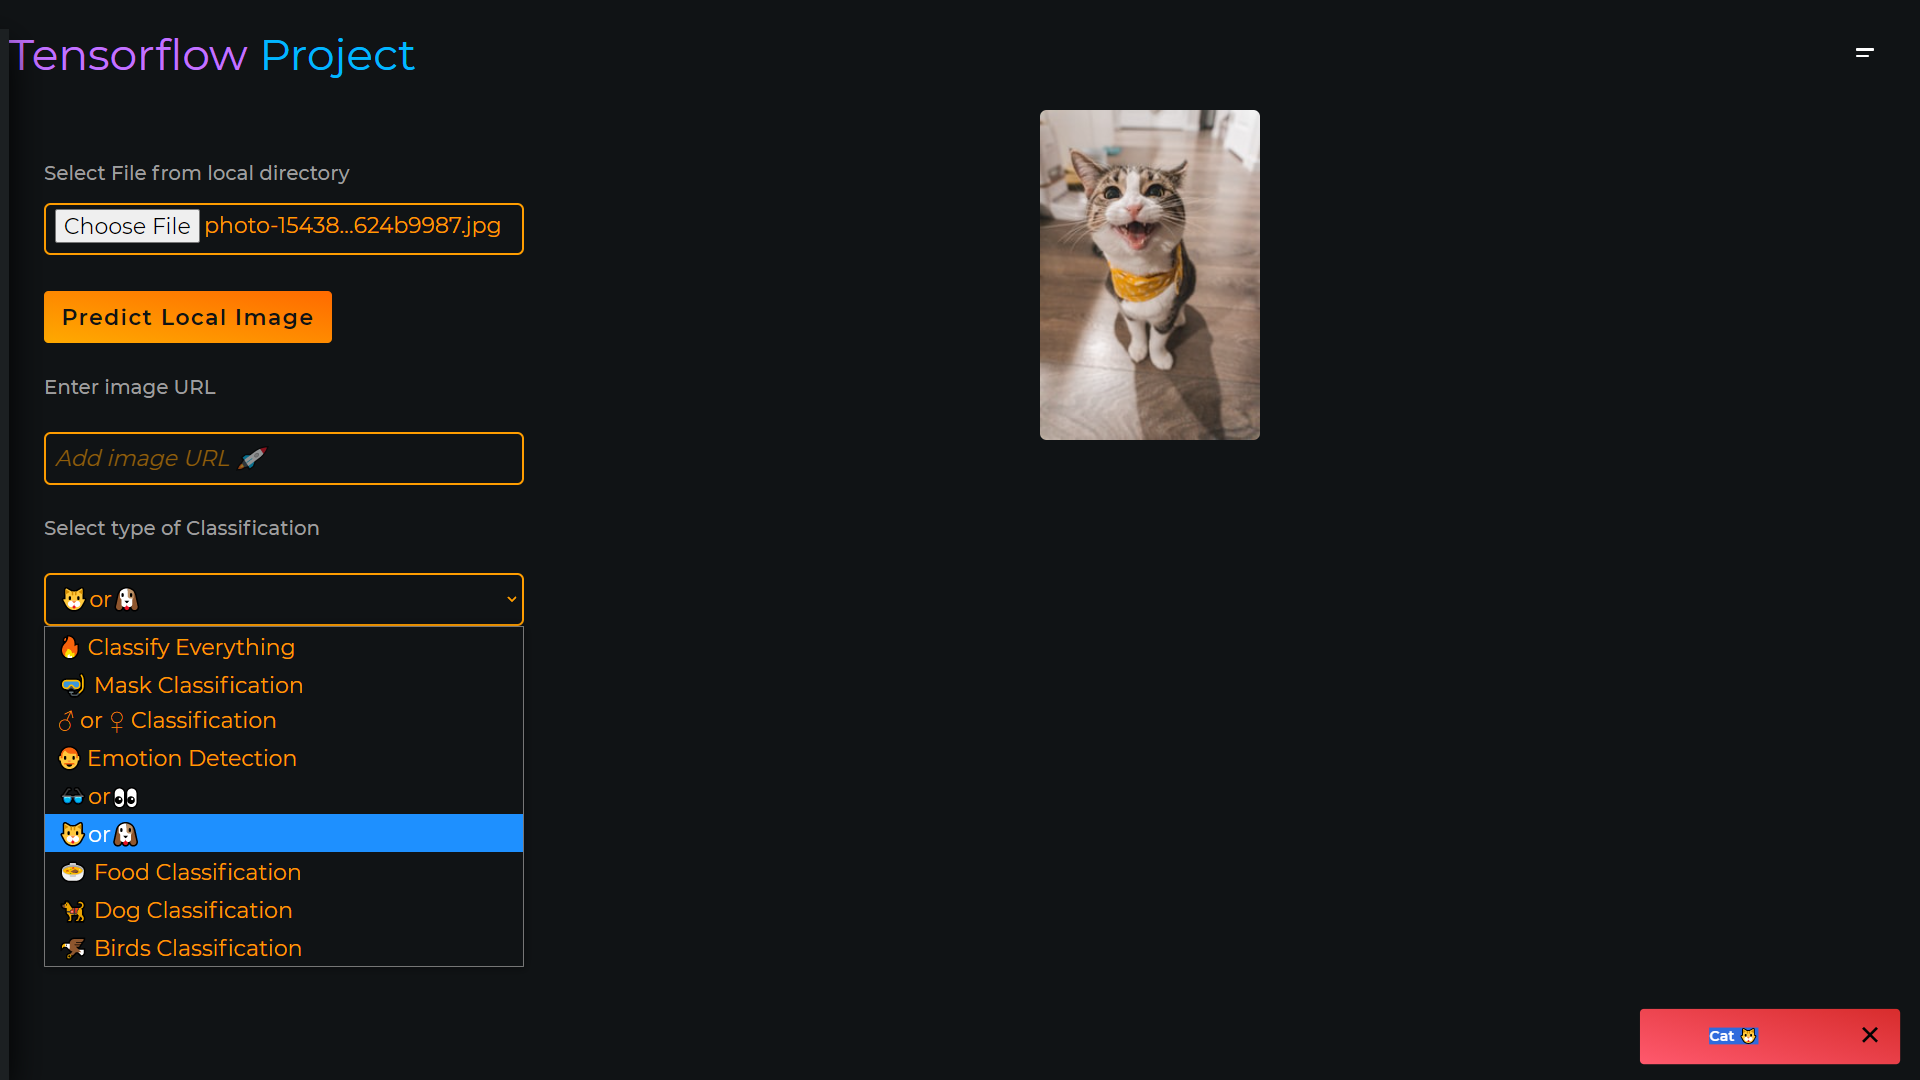 Tensorflow Project
Select File from local directory
Choose File photo-15438...624b9987.jpg
Predict Local Image
Enter image URL
Add image URL 🚀
Select type of Classification
🐱or🐶
🔥 Classify Everything
🤿 Mask Classification
♂ or ♀ Classification
👨 Emotion Detection
🕶or👀
🐱or🐶
🍲 Food Classification
🐕 Dog Classification
🦅 Birds Classification
Cat 🐱